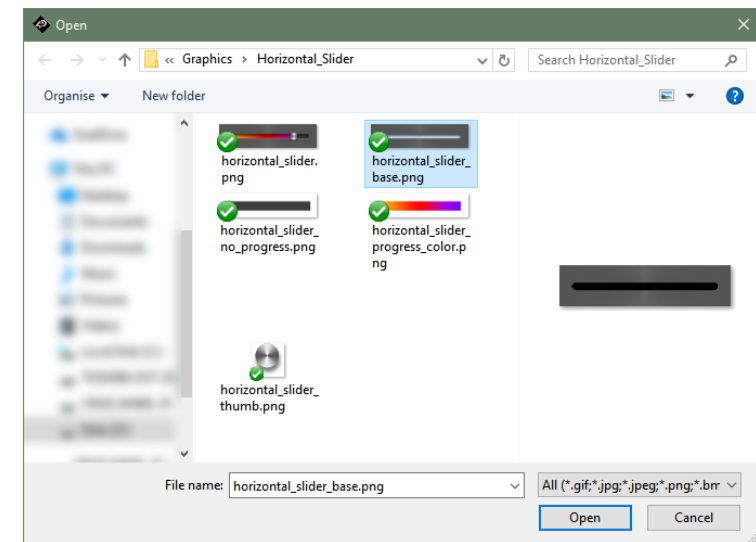 Open
« Graphics > Horizontal_Slider
Search Horizontal_Slider
Organise
New folder
horizontal_slider.
png
horizontal_slider_
base.png
horizontal_slider_
no_progress.png
horizontal_slider_
progress_color.p
ng
horizontal_slider_
thumb.png
File name:
horizontal_slider_base.png
All (*.gif;*.jpg;*.jpeg;*.png;*.bm
Open
Cancel